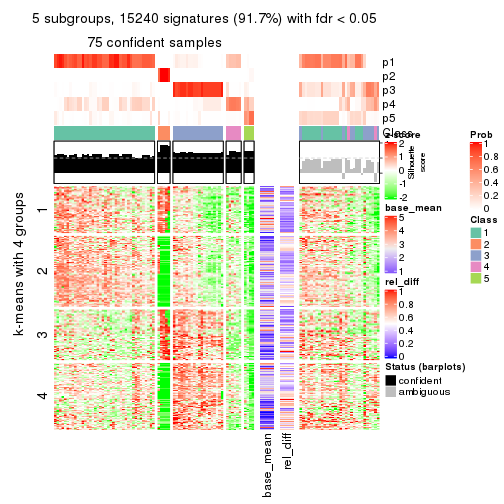 5 subgroups, 15240 signatures (91.7%) with fdr < 0.05
75 confident samples
p1
p2
p3
p4
p5
Class
Silhouette
score
k-means with 4 groups
1
2
3
4
base_mean
rel_diff
z-score
2
1
0
-1
-2
base_mean
5
4
3
2
1
rel_diff
1
0.8
0.6
0.4
0.2
0
Status (barplots)
confident
ambiguous
Prob
1
0.8
0.6
0.4
0.2
0
Class
1
2
3
4
5